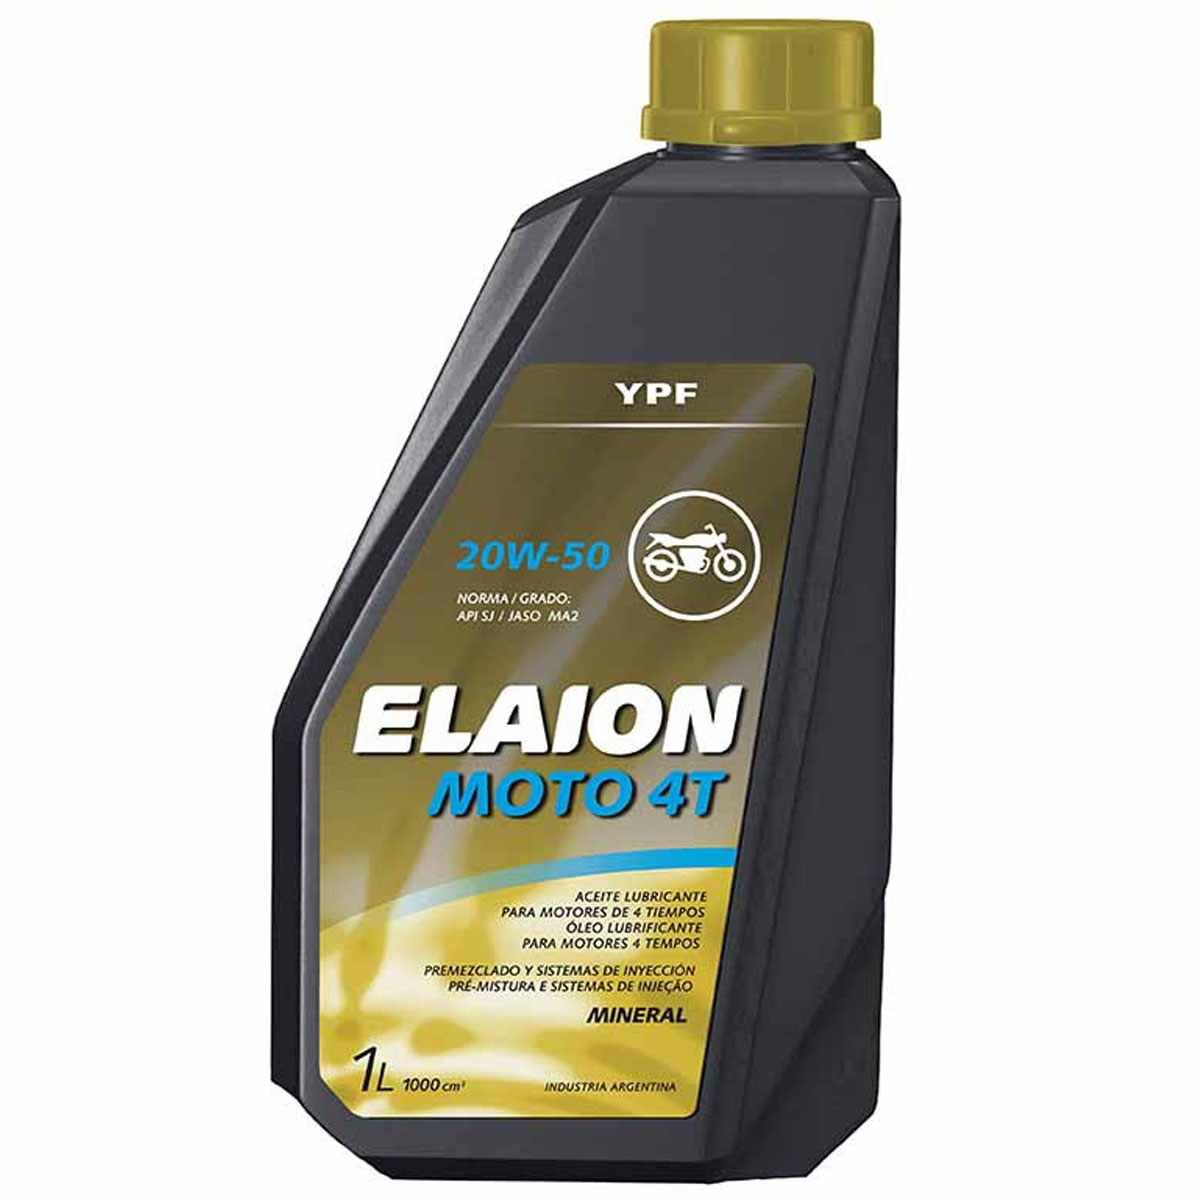 YPF
20W-50
NORMA / GRADO:
API SJ / JASO MA2
ELAION
MOTO 4T
ACEITE LUBRICANTE
PARA MOTORES DE 4 TIEMPOS
ÓLEO LUBRIFICANTE
PARA MOTORES 4 TEMPOS
PREMEZCLADO Y SISTEMAS DE INYECCIÓN
PRÉ-MISTURA E SISTEMAS DE INJEÇÃO
MINERAL
1L 1000 cm³
INDUSTRIA ARGENTINA